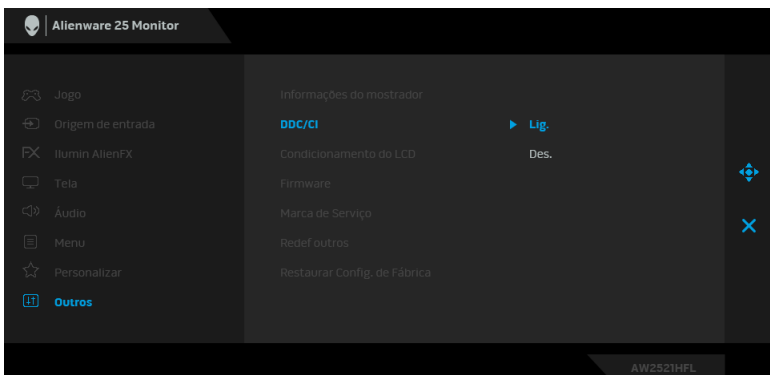 Alienware 25 Monitor
Jogo
Informações do mostrador
Origem de entrada
DDC/CI
Lig.
FX Ilumin AlienFX
Condicionamento do LCD
Des.
Tela
Firmware
Áudio
Marca de Serviço
Menu
Redef outros
Personalizar
Restaurar Config. de Fábrica
Outros
AW2521HFL